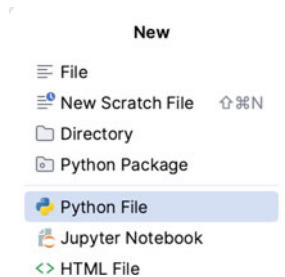 New
File
New Scratch File ⇧⌘N
Directory
Python Package
Python File
Jupyter Notebook
HTML File